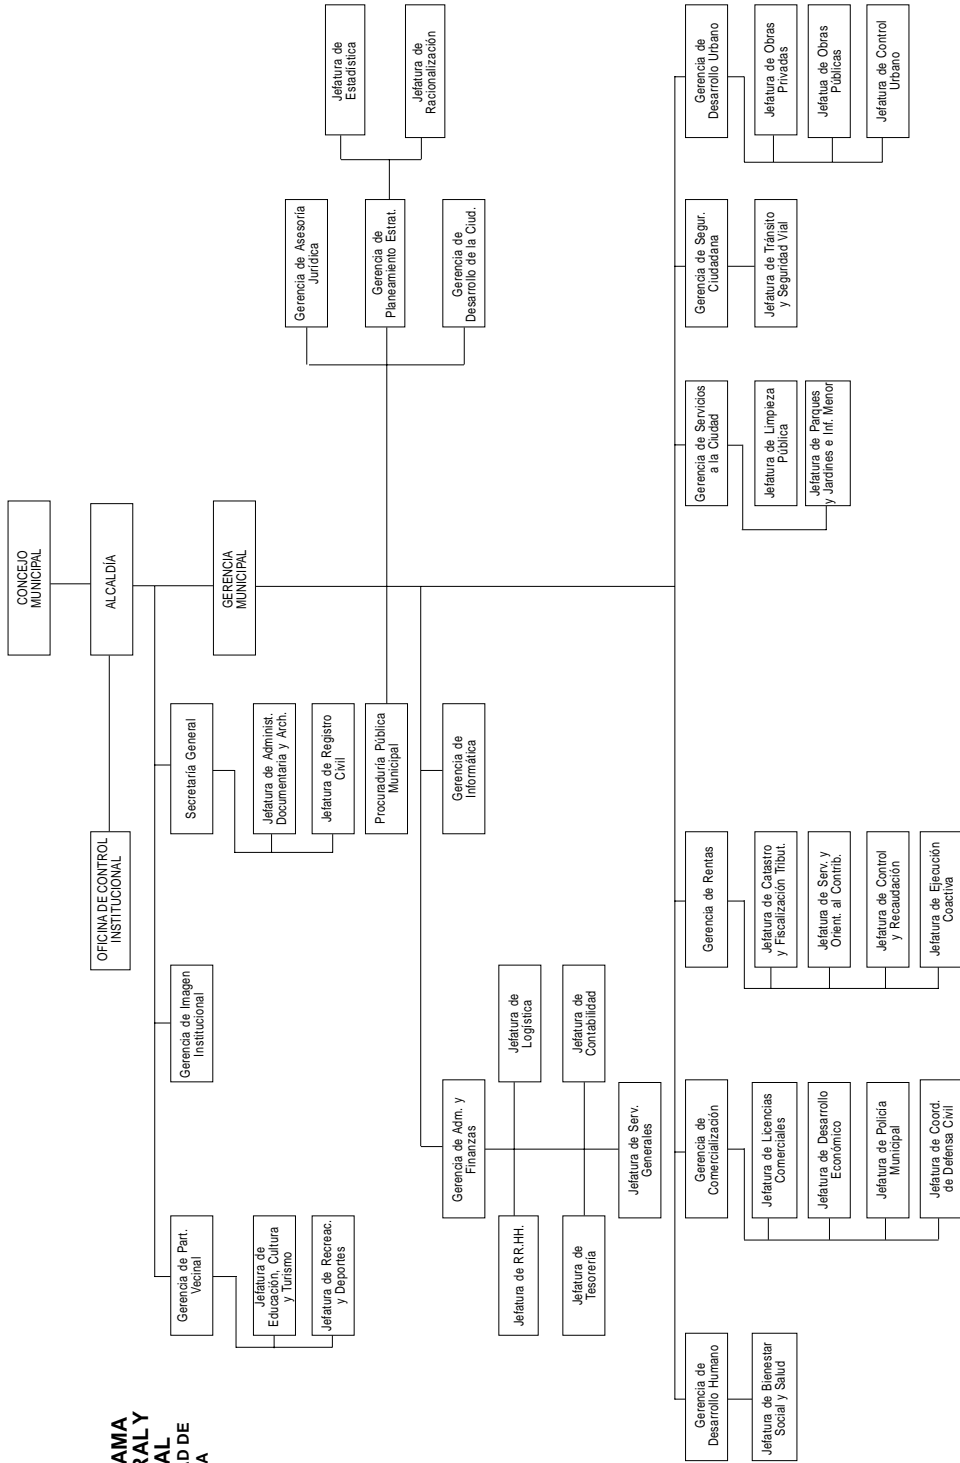 AMA
RAL Y
AL
D DE
A
CONCEJO
MUNICIPAL
ALCALDÍA
OFICINA DE CONTROL
INSTITUCIONAL
GERENCIA
MUNICIPAL
Gerencia de Part.
Vecinal
Jefatura de
Educación, Cultura
y Turismo
Jefatura de Recreac.
y Deportes
Gerencia de Imagen
Institucional
Secretaría General
Jefatura de Administ.
Documentaria y Arch.
Jefatura de Registro
Civil
Procuraduría Pública
Municipal
Gerencia de Asesoría
Jurídica
Gerencia de
Planeamiento Estrat.
Gerencia de
Desarrollo de la Ciud.
Jefatura de
Estadística
Jefatura de
Racionalización
Gerencia de Adm. y
Finanzas
Jefatura de RR.HH.
Jefatura de
Logística
Jefatura de
Tesorería
Jefatura de
Contabilidad
Jefatura de Serv.
Generales
Gerencia de
Informática
Gerencia de
Desarrollo Humano
Jefatura de Bienestar
Social y Salud
Gerencia de
Comercialización
Jefatura de Licencias
Comerciales
Jefatura de Desarrollo
Económico
Jefatura de Policía
Municipal
Jefatura de Coord.
de Defensa Civil
Gerencia de Rentas
Jefatura de Catastro
y Fiscalización Tribut.
Jefatura de Serv. y
Orient. al Contrib.
Jefatura de Control
y Recaudación
Jefatura de Ejecución
Coactiva
Gerencia de Servicios
a la Ciudad
Jefatura de Limpieza
Pública
Jefatura de Parques
y Jardines e Inf. Menor
Gerencia de Segur.
Ciudadana
Jefatura de Tránsito
y Seguridad Vial
Gerencia de
Desarrollo Urbano
Jefatura de Obras
Privadas
Jefatua de Obras
Públicas
Jefatura de Control
Urbano